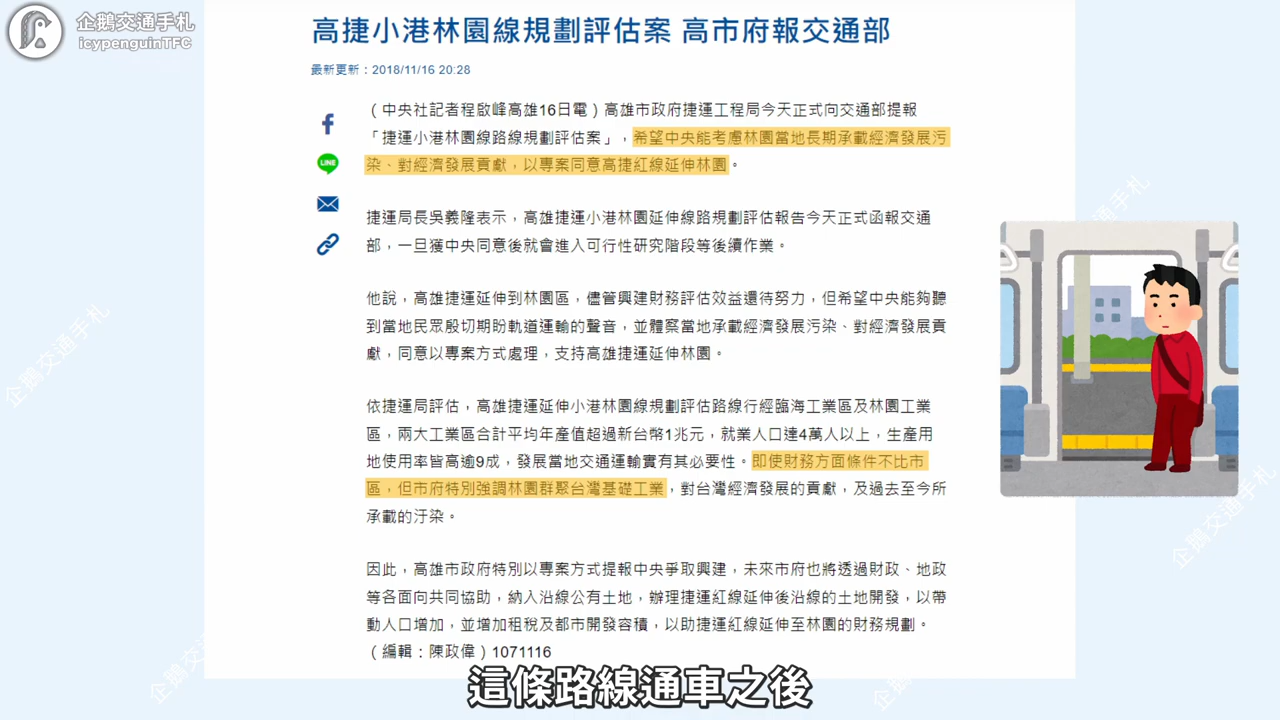 企鵝交通手札
icypenguinTFC
高捷小港林園線規劃評估案 高市府報交通部
最新更新：2018/11/16 20:28
（中央社記者程啟峰高雄16日電）高雄市政府捷運工程局今天正式向交通部提報
「捷運小港林園線路線規劃評估案」，希望中央能考慮林園當地長期承載經濟發展污
染、對經濟發展貢獻，以專案同意高捷紅線延伸林園。
LINE
捷運局長吳義隆表示，高雄捷運小港林園延伸線路規劃評估報告今天正式函報交通
部，一旦獲中央同意後就會進入可行性研究階段等後續作業。
他說，高雄捷運延伸到林園區，儘管興建財務評估效益還待努力，但希望中央能夠聽
到當地民眾殷切期盼軌道運輸的聲音，並體察當地承載經濟發展污染、對經濟發展貢
獻，同意以專案方式處理，支持高雄捷運延伸林園。
依捷運局評估，高雄捷運延伸小港林園線規劃評估路線行經臨海工業區及林園工業
區，兩大工業區合計平均年產值超過新台幣1兆元，就業人口達4萬人以上，生產用
地使用率皆高逾9成，發展當地交通運輸實有其必要性。即使財務方面條件不比市
區，但市府特別強調林園群聚台灣基礎工業，對台灣經濟發展的貢獻，及過去至今所
承載的汙染。
因此，高雄市政府特別以專案方式提報中央爭取興建，未來市府也將透過財政、地政
等各面向共同協助，納入沿線公有土地，辦理捷運紅線延伸後沿線的土地開發，以帶
動人口增加，並增加租稅及都市開發容積，以助捷運紅線延伸至林園的財務規劃。
（編輯：陳政偉）1071116
這條路線通車之後
企鵝交通手札
企鵝交通手札